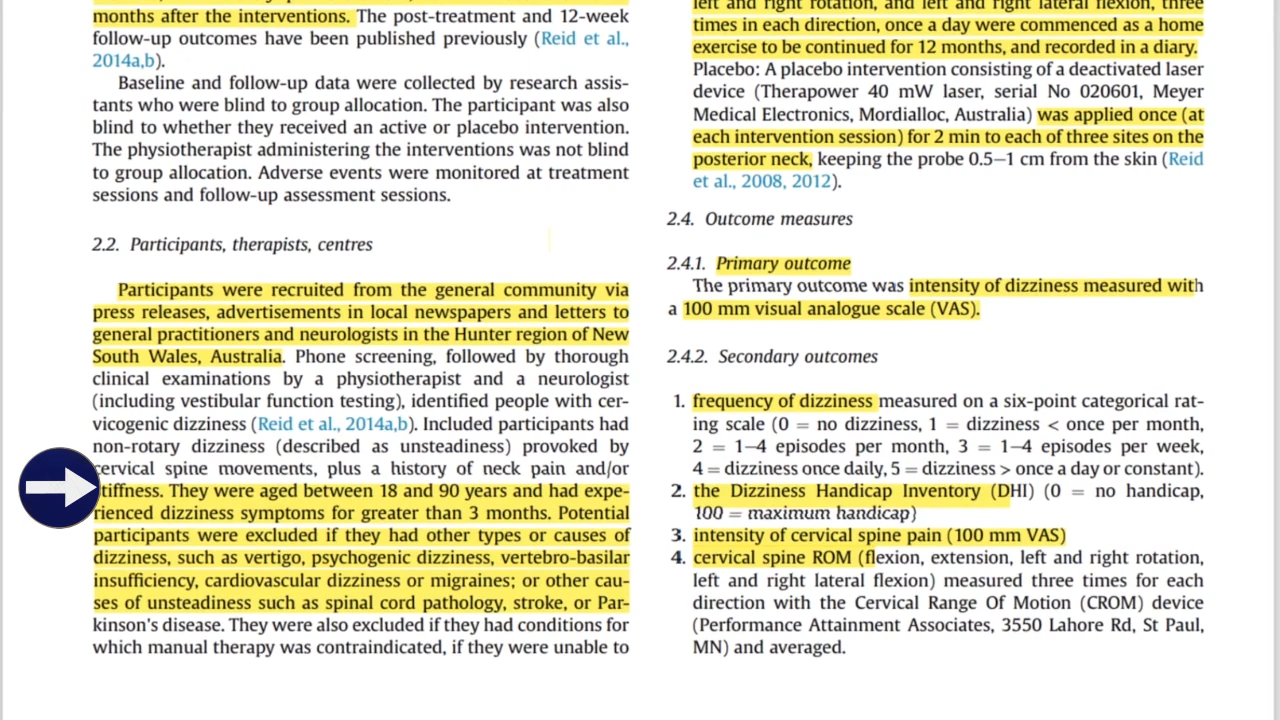 months after the interventions. The post-treatment and 12-week
follow-up outcomes have been published previously (Reid et al.,
2014a,b).
Baseline and follow-up data were collected by research assis-
tants who were blind to group allocation. The participant was also
blind to whether they received an active or placebo intervention.
The physiotherapist administering the interventions was not blind
to group allocation. Adverse events were monitored at treatment
sessions and follow-up assessment sessions.
2.2. Participants, therapists, centres
Participants were recruited from the general community via
press releases, advertisements in local newspapers and letters to
general practitioners and neurologists in the Hunter region of New
South Wales, Australia. Phone screening, followed by thorough
clinical examinations by a physiotherapist and a neurologist
(including vestibular function testing), identified people with cer-
vicogenic dizziness (Reid et al., 2014a,b). Included participants had
non-rotary dizziness (described as unsteadiness) provoked by
cervical spine movements, plus a history of neck pain and/or
tiffness. They were aged between 18 and 90 years and had expe-
rienced dizziness symptoms for greater than 3 months. Potential
participants were excluded if they had other types or causes of
dizziness, such as vertigo, psychogenic dizziness, vertebro-basilar
insufficiency, cardiovascular dizziness or migraines; or other cau-
ses of unsteadiness such as spinal cord pathology, stroke, or Par-
kinson's disease. They were also excluded if they had conditions for
which manual therapy was contraindicated, if they were unable to
left and right rotation, and left and right lateral flexion, three
times in each direction, once a day were commenced as a home
exercise to be continued for 12 months, and recorded in a diary.
Placebo: A placebo intervention consisting of a deactivated laser
device (Therapower 40 mW laser, serial No 020601, Meyer
Medical Electronics, Mordialloc, Australia) was applied once (at
each intervention session) for 2 min to each of three sites on the
posterior neck, keeping the probe 0.5–1 cm from the skin (Reid
et al., 2008, 2012).
2.4. Outcome measures
2.4.1. Primary outcome
The primary outcome was intensity of dizziness measured with
a 100 mm visual analogue scale (VAS).
2.4.2. Secondary outcomes
1. frequency of dizziness measured on a six-point categorical rat-
ing scale (0 = no dizziness, 1 = dizziness < once per month,
2 = 1–4 episodes per month, 3 = 1–4 episodes per week,
4 = dizziness once daily, 5 = dizziness > once a day or constant).
2. the Dizziness Handicap Inventory (DHI) (0 = no handicap,
100 = maximum handicap)
3. intensity of cervical spine pain (100 mm VAS)
4. cervical spine ROM (flexion, extension, left and right rotation,
left and right lateral flexion) measured three times for each
direction with the Cervical Range Of Motion (CROM) device
(Performance Attainment Associates, 3550 Lahore Rd, St Paul,
MN) and averaged.